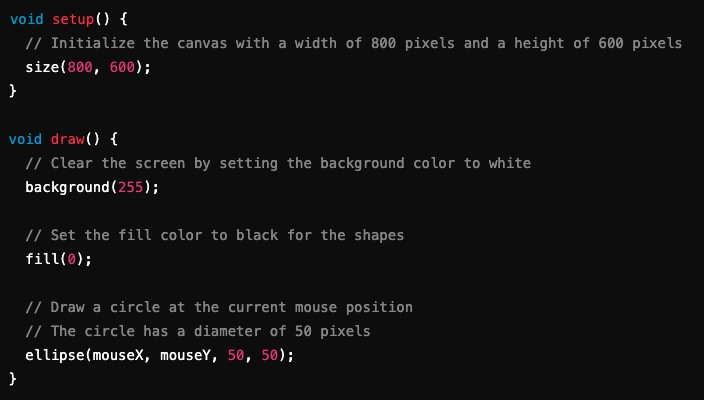 void setup() {
  // Initialize the canvas with a width of 800 pixels and a height of 600 pixels
  size(800, 600);
}

void draw() {
  // Clear the screen by setting the background color to white
  background(255);

  // Set the fill color to black for the shapes
  fill(0);

  // Draw a circle at the current mouse position
  // The circle has a diameter of 50 pixels
  ellipse(mouseX, mouseY, 50, 50);
}